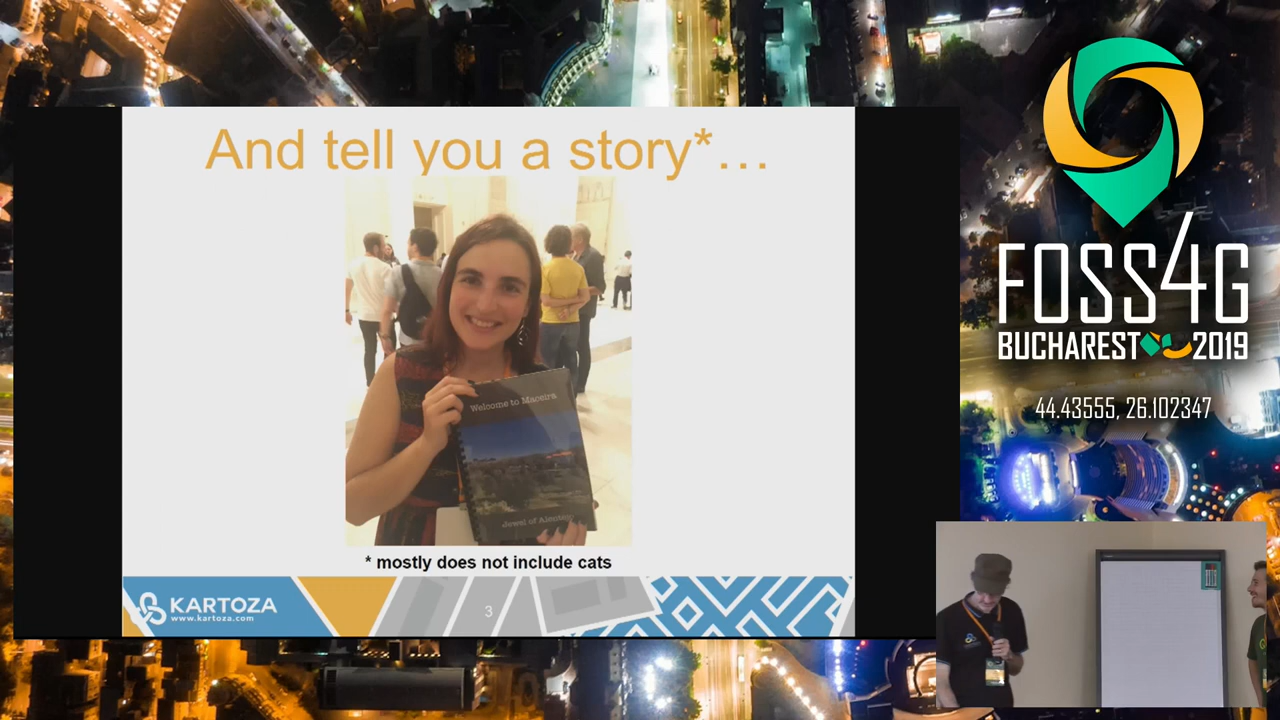 And tell you a story*...
Welcome to Maceira
Jewel of Alentejo
* mostly does not include cats
KARTOZA
www.kartoza.com
3
FOSS4G
BUCHAREST 2019
44.43555, 26.102347